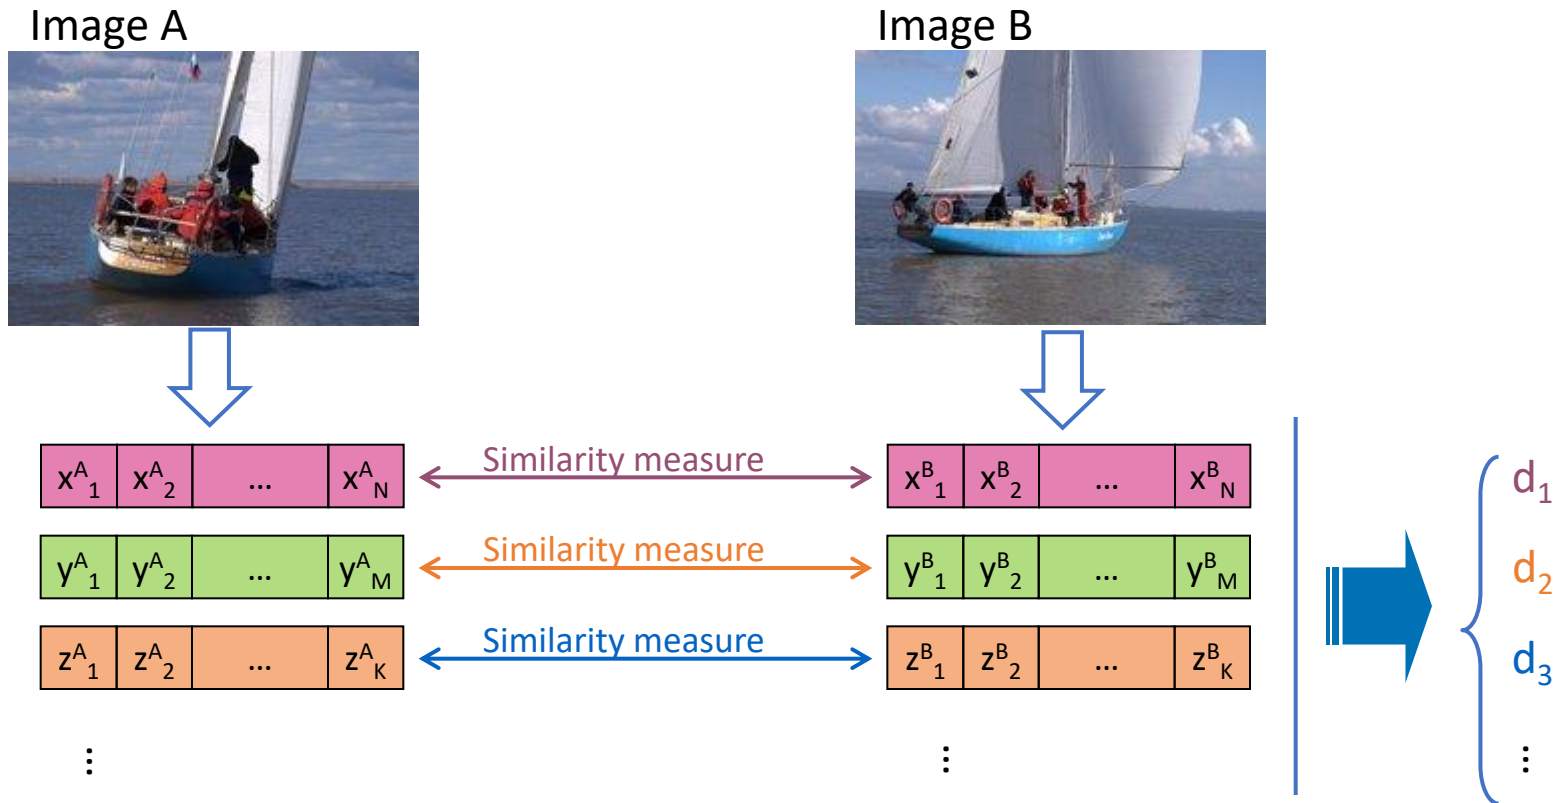 Image A
Image B
x^A_1 x^A_2 ... x^A_N
Similarity measure
x^B_1 x^B_2 ... x^B_N
d_1
y^A_1 y^A_2 ... y^A_M
Similarity measure
y^B_1 y^B_2 ... y^B_M
d_2
z^A_1 z^A_2 ... z^A_K
Similarity measure
z^B_1 z^B_2 ... z^B_K
d_3
⋮
⋮
⋮